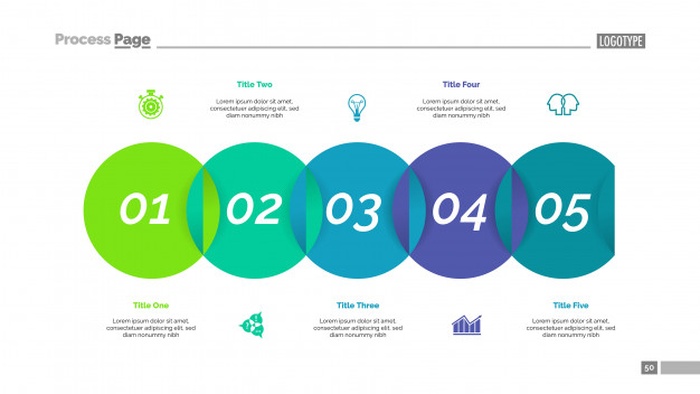 Process Page
LOGOTYPE
Title Two
Lorem ipsum dolor sit amet,
consectetuer adipiscing elit, sed
diam nonummy nibh
Title Four
Lorem ipsum dolor sit amet,
consectetuer adipiscing elit, sed
diam nonummy nibh
01
02
03
04
05
Title One
Lorem ipsum dolor sit amet,
consectetuer adipiscing elit, sed
diam nonummy nibh
Title Three
Lorem ipsum dolor sit amet,
consectetuer adipiscing elit, sed
diam nonummy nibh
Title Five
Lorem ipsum dolor sit amet,
consectetuer adipiscing elit, sed
diam nonummy nibh
50